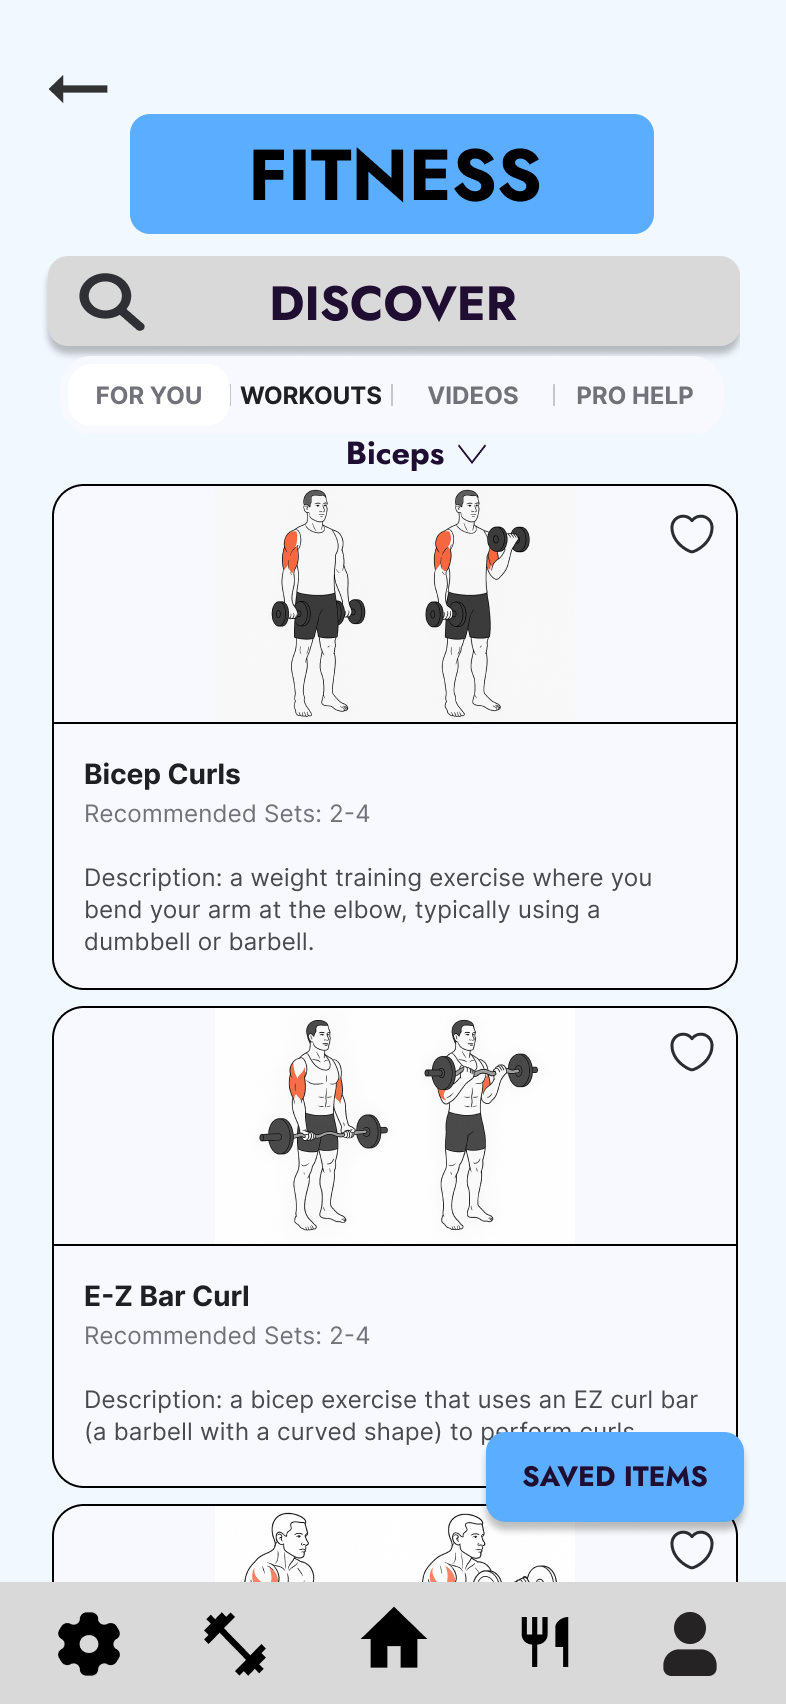 FITNESS
DISCOVER
FOR YOU WORKOUTS VIDEOS PRO HELP
Biceps
Bicep Curls
Recommended Sets: 2-4
Description: a weight training exercise where you
bend your arm at the elbow, typically using a
dumbbell or barbell.
E-Z Bar Curl
Recommended Sets: 2-4
Description: a bicep exercise that uses an EZ curl bar
(a barbell with a curved shape) to perform curls
SAVED ITEMS